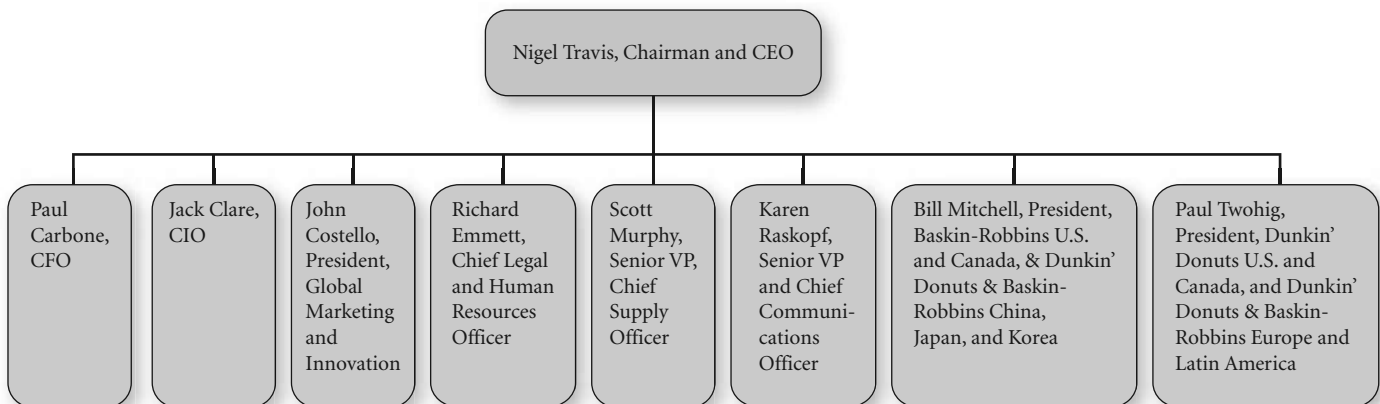 Nigel Travis, Chairman and CEO
Paul
Carbone,
CFO
Jack Clare,
CIO
John
Costello,
President,
Global
Marketing
and
Innovation
Richard
Emmett,
Chief Legal
and Human
Resources
Officer
Scott
Murphy,
Senior VP,
Chief
Supply
Officer
Karen
Raskopf,
Senior VP
and Chief
Communi-
cations
Officer
Bill Mitchell, President,
Baskin-Robbins U.S.
and Canada, & Dunkin’
Donuts & Baskin-
Robbins China,
Japan, and Korea
Paul Twohig,
President, Dunkin’
Donuts U.S. and
Canada, and Dunkin’
Donuts & Baskin-
Robbins Europe and
Latin America